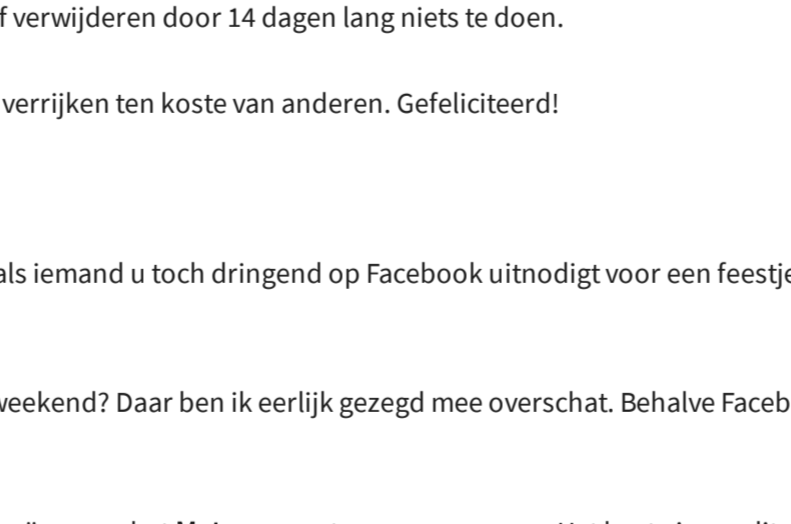 verwijderen door 14 dagen lang niets te doen.
verrijken ten koste van anderen. Gefeliciteerd!
als iemand u toch dringend op Facebook uitnodigt voor een feestje
weekend? Daar ben ik eerlijk gezegd mee overschat. Behalve Faceb